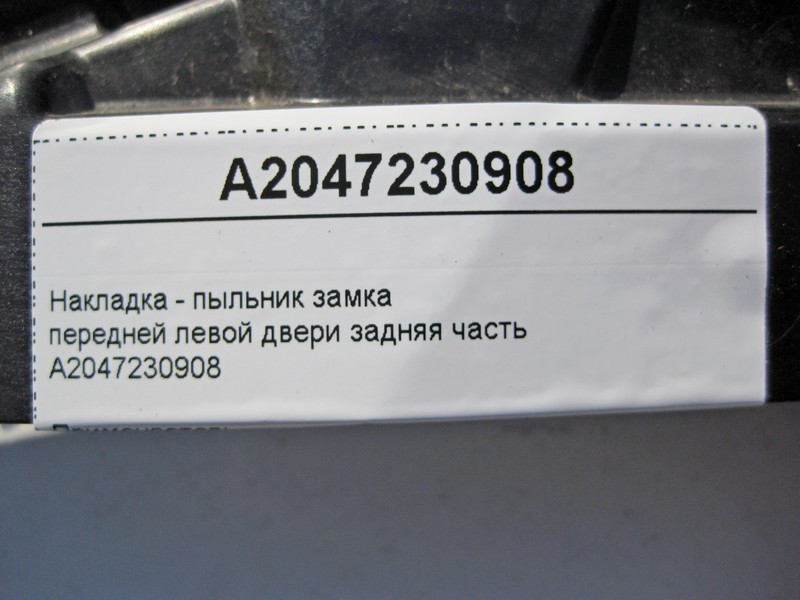 A2047230908
Накладка - пыльник замка
передней левой двери задняя часть
A2047230908